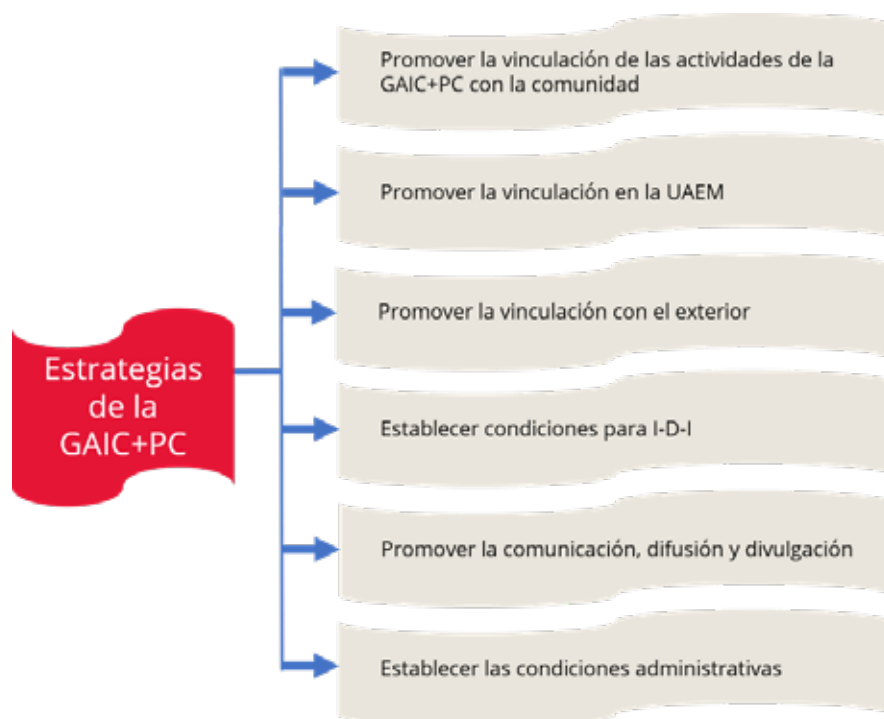 Estrategias
de la
GAIC+PC
Promover la vinculación de las actividades de la
GAIC+PC con la comunidad
Promover la vinculación en la UAEM
Promover la vinculación con el exterior
Establecer condiciones para I-D-I
Promover la comunicación, difusión y divulgación
Establecer las condiciones administrativas